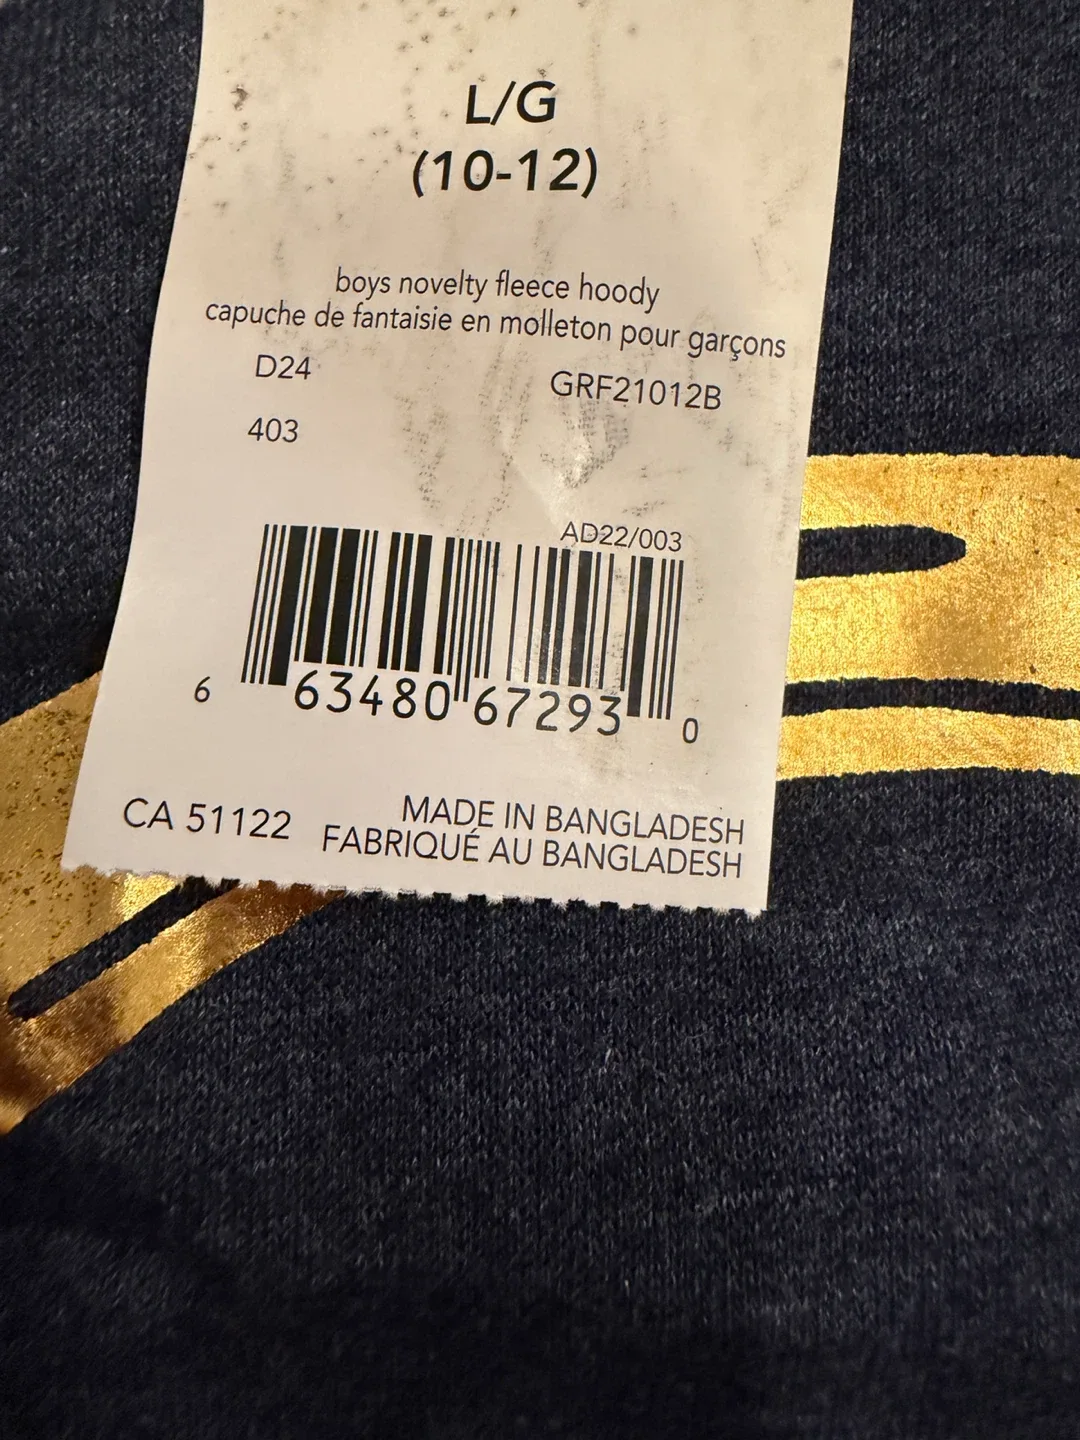 L/G
(10-12)
boys novelty fleece hoody
capuche de fantaisie en molleton pour garçons
D24 GRF21012B
403
AD22/003
6 63480 67293 0
CA 51122 MADE IN BANGLADESH
FABRIQUÉ AU BANGLADESH